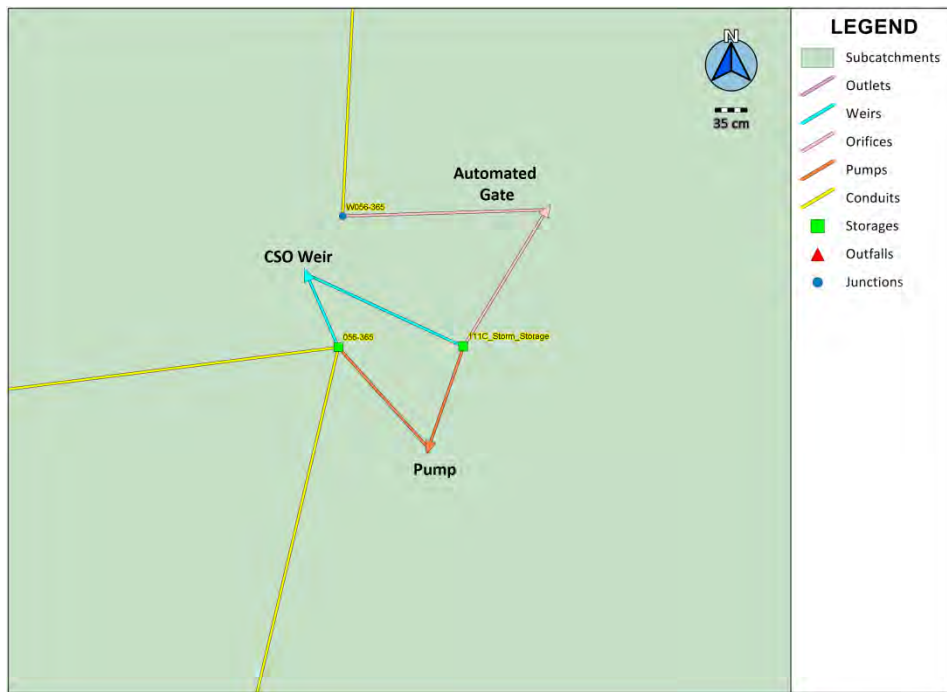 LEGEND
N
35 cm
Subcatchments
Outlets
Weirs
Orifices
Pumps
Conduits
Storages
Outfalls
Junctions
Automated
Gate
W056-365
CSO Weir
056-365
111C_Storm_Storage
Pump